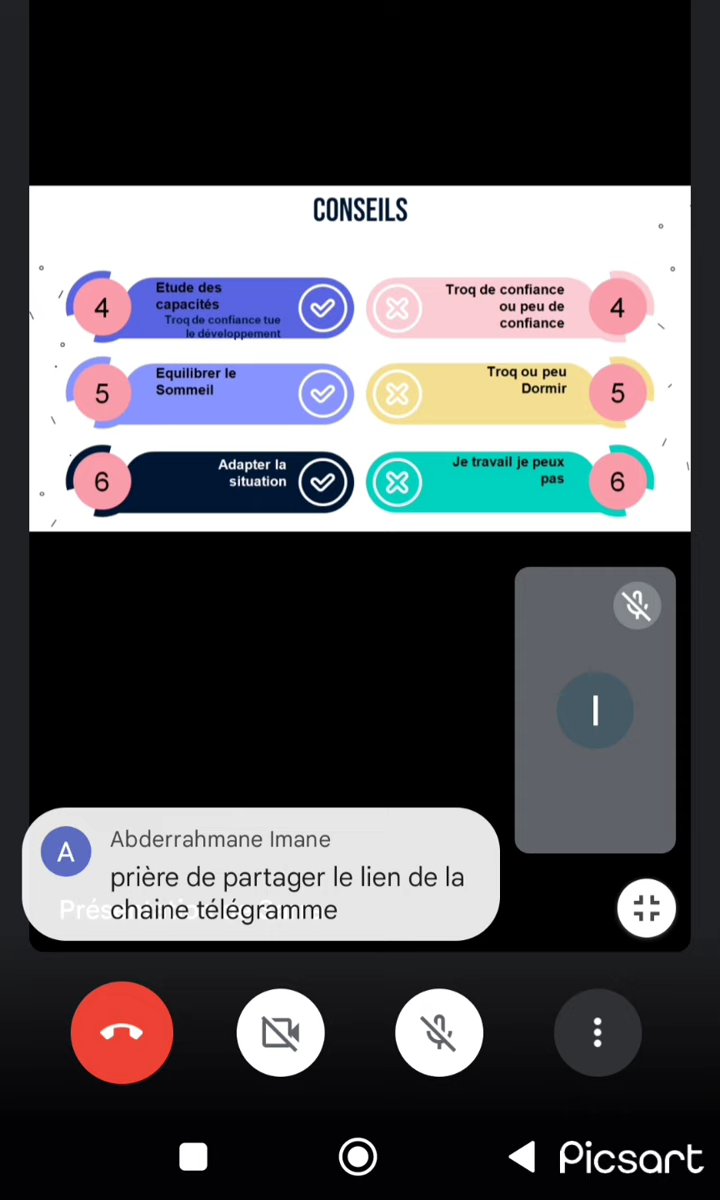 CONSEILS
4
Etude des
capacités
Troq de confiance tue
le développement
Troq de confiance
ou peu de
confiance
4
5
Equilibrer le
Sommeil
Troq ou peu
Dormir
5
6
Adapter la
situation
Je travail je peux
pas
6
I
A
Abderrahmane Imane
prière de partager le lien de la
chaine télégramme
Picsart